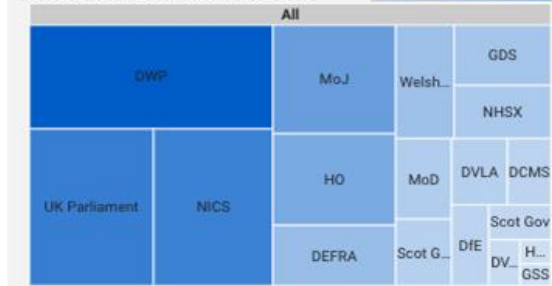 All
DWP
MoJ
Welsh...
GDS
NHSX
UK Parliament
NICS
HO
MoD
DVLA
DCMS
DEFRA
Scot G...
DfE
Scot Gov
DV...
H...
GSS